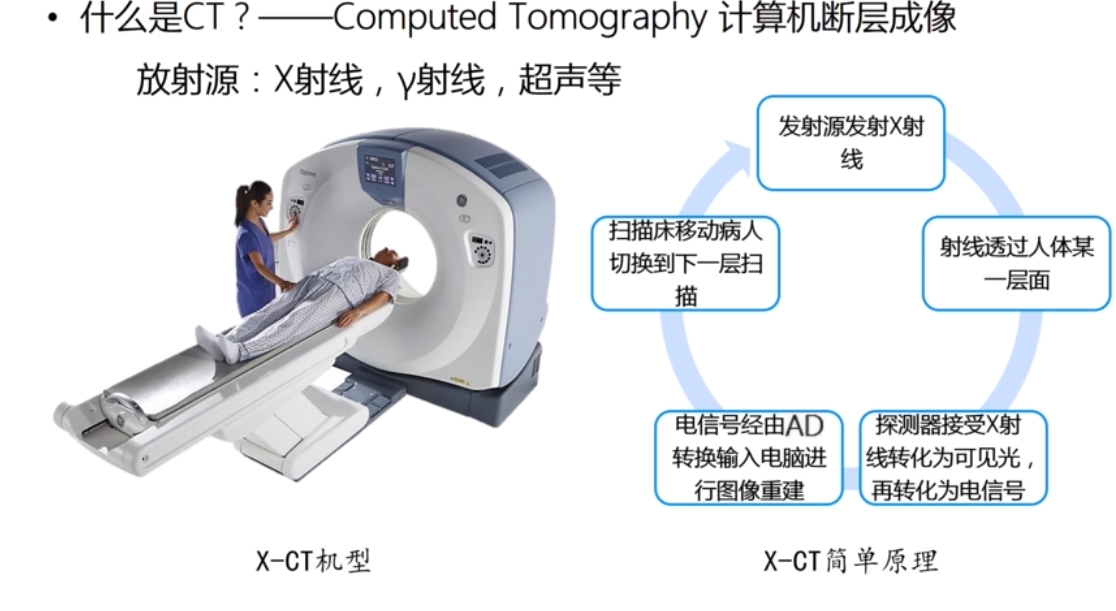 • 什么是CT？——Computed Tomography 计算机断层成像
放射源：X射线，γ射线，超声等
发射源发射X射
线
射线透过人体某
一层面
探测器接受X射
线转化为可见光，
再转化为电信号
电信号经由AD
转换输入电脑进
行图像重建
扫描床移动病人
切换到下一层扫
描
Optima
X-CT机型
X-CT简单原理